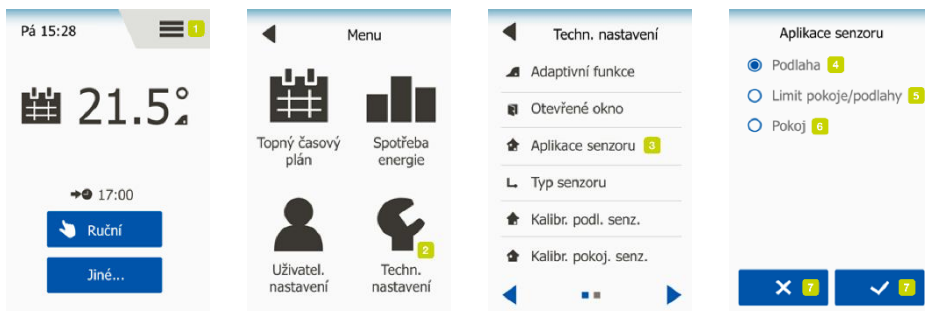 Pá 15:28
1
21.5°
17:00
Ruční
Jiné...
Menu
Topný časový
plán
Spotřeba
energie
2
Uživatel.
nastavení
Techn.
nastavení
Techn. nastavení
Adaptivní funkce
Otevřené okno
Aplikace senzoru 3
Typ senzoru
Kalibr. podl. senz.
Kalibr. pokoj. senz.
Aplikace senzoru
Podlaha 4
Limit pokoje/podlahy 5
Pokoj 6
7 7